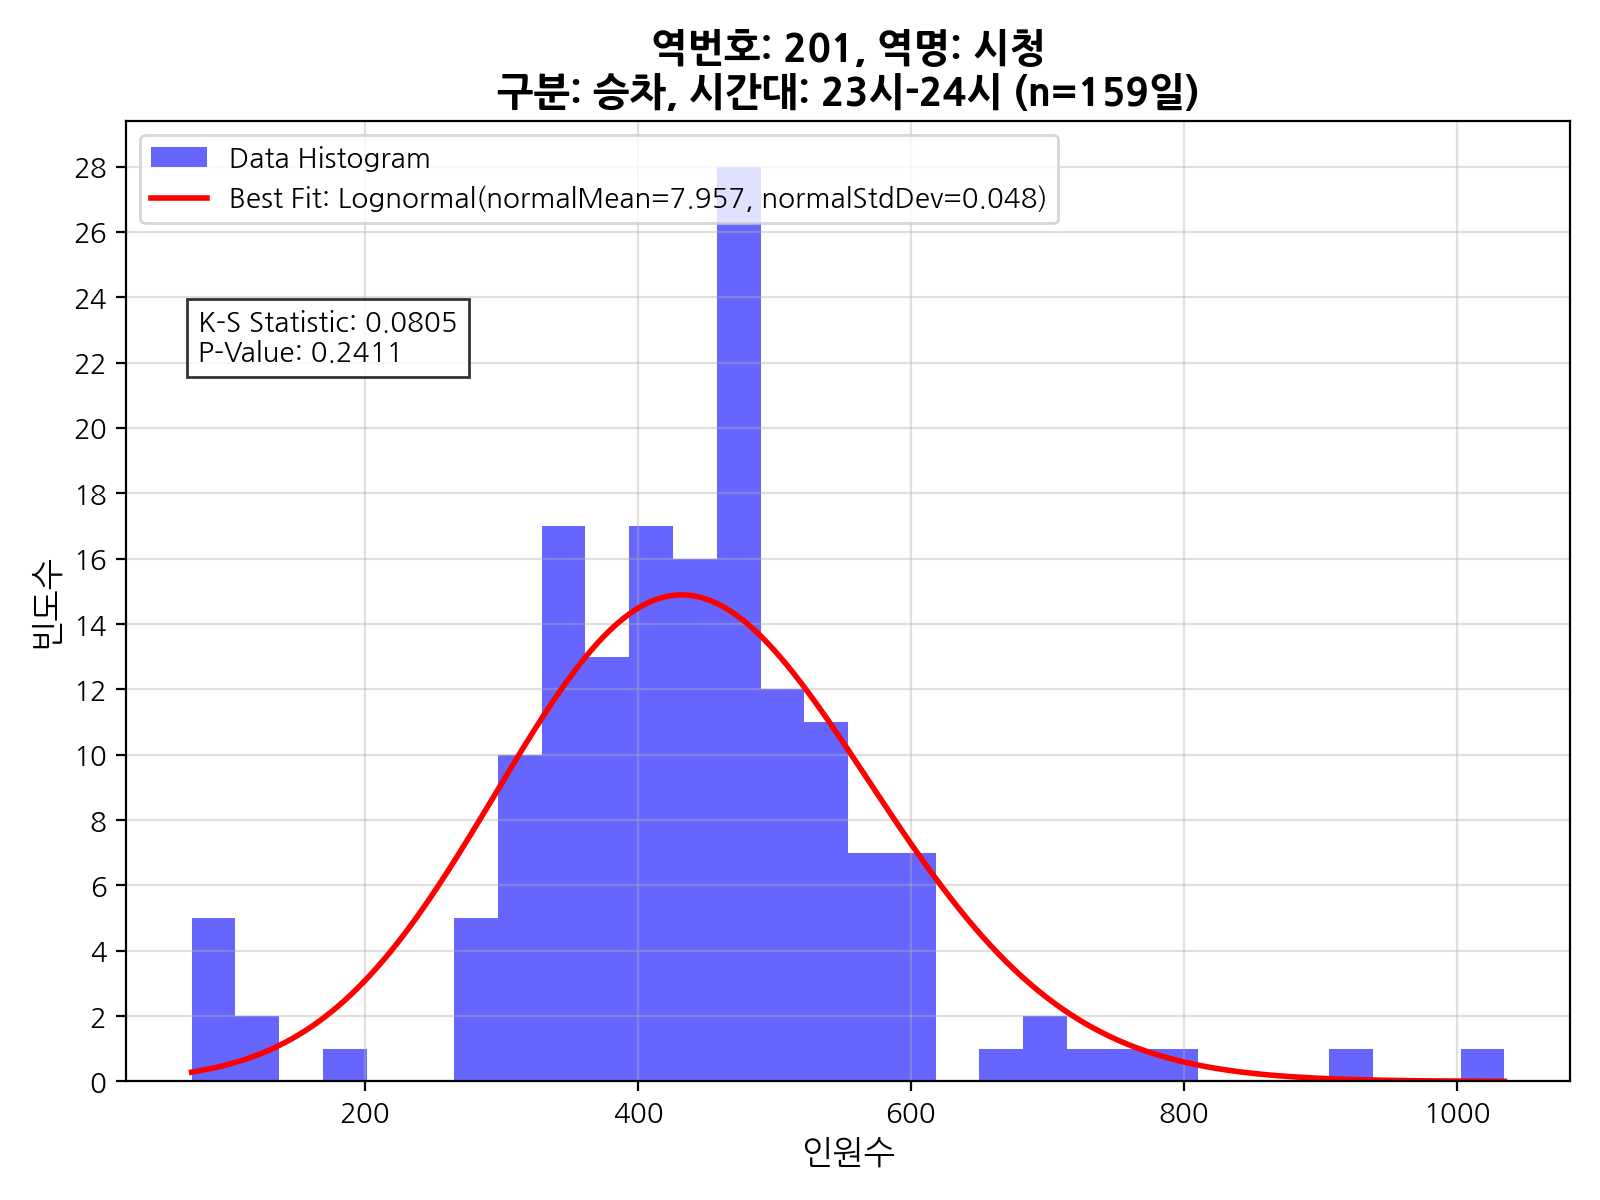 역번호: 201, 역명: 시청
구분: 승차, 시간대: 23시-24시 (n=159일)
Data Histogram
Best Fit: Lognormal(normalMean=7.957, normalStdDev=0.048)
K-S Statistic: 0.0805
P-Value: 0.2411
28
26
24
22
20
18
16
14
12
10
8
6
4
2
0
빈도수
200
400
600
800
1000
인원수